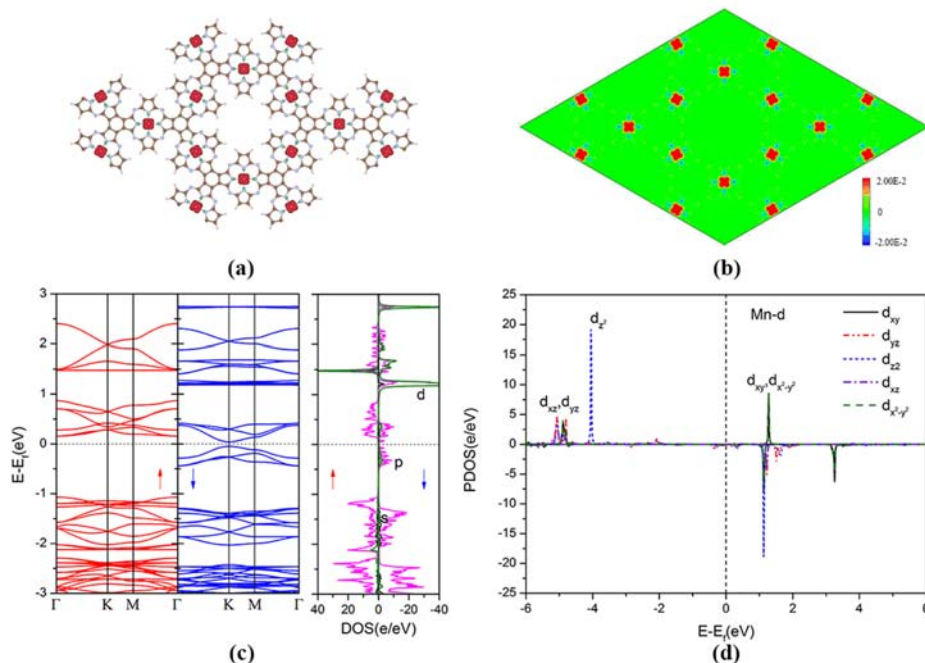 2.00E-2
0
-2.00E-2
(a)
(b)
3
2
1
0
-1
-2
-3
E-Ef(eV)
Γ
K
M
Γ
K
M
Γ
d
p
s
40
20
0
-20
-40
DOS(e/eV)
(c)
25
20
15
10
5
0
-5
-10
-15
-20
-25
PDOS(e/eV)
Mn-d
dz²
dxz,dyz
dxy,dx²-y²
dxy
dyz
dz2
dxz
dx²-y²
-6
-4
-2
0
2
4
6
E-Ef(eV)
(d)